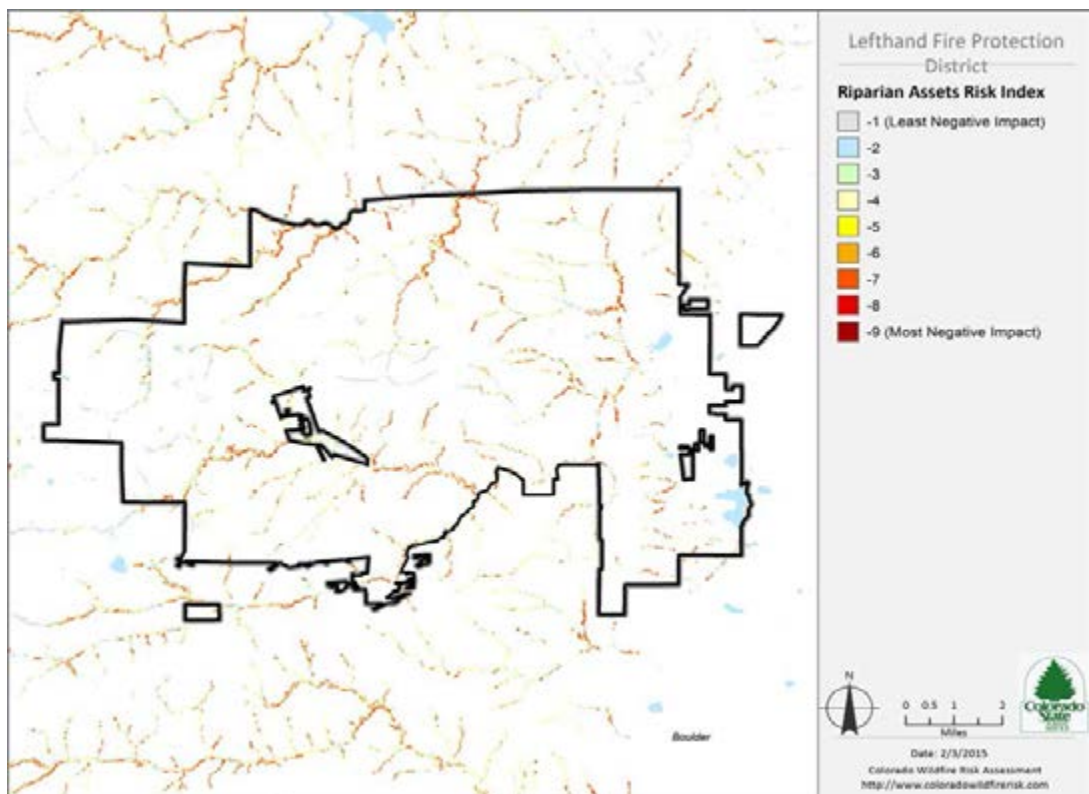 Lefthand Fire Protection
District
Riparian Assets Risk Index
-1 (Least Negative Impact)
-2
-3
-4
-5
-6
-7
-8
-9 (Most Negative Impact)
Boulder
N
0 0.5 1 2
Miles
Colorado
State
Date: 2/3/2015
Colorado Wildfire Risk Assessment
http://www.coloradowildfirerisk.com